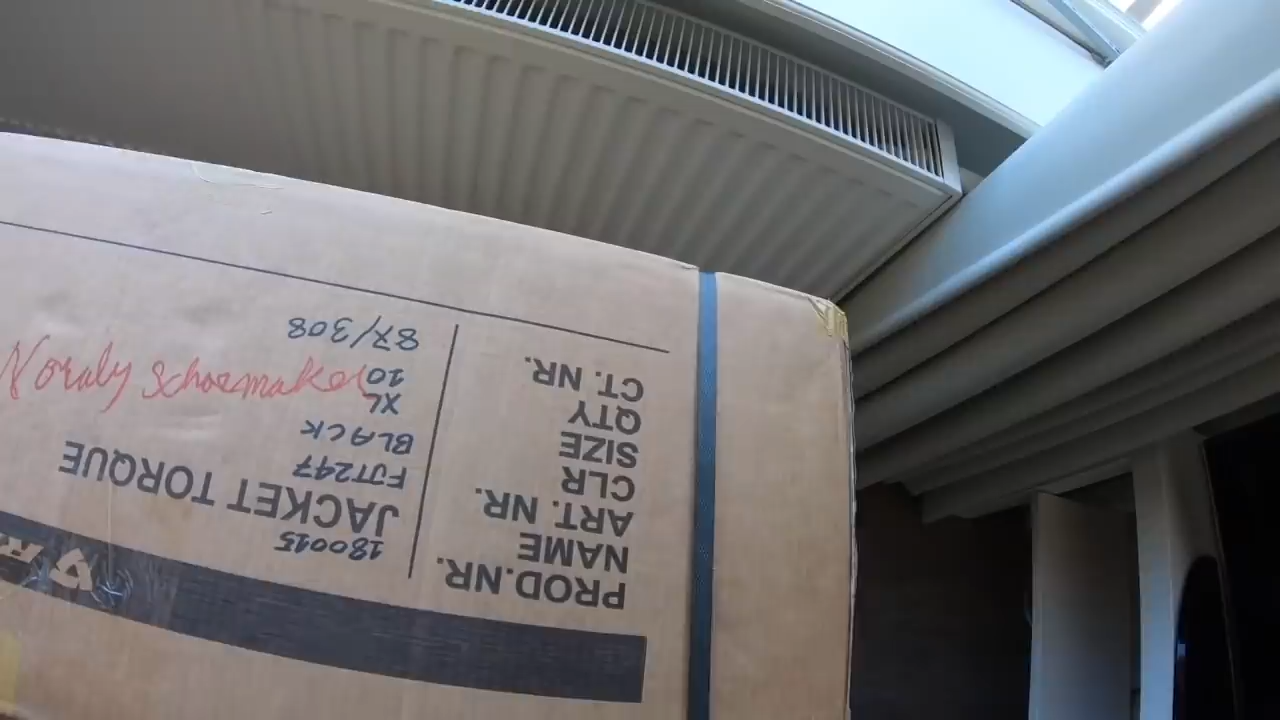 PROD.NR. 180015
NAME JACKET TORQUE
ART. NR. FJT247
CLR BLACK
SIZE XL
QTY 10
CT. NR. 87/308
Noraly Schoemaker